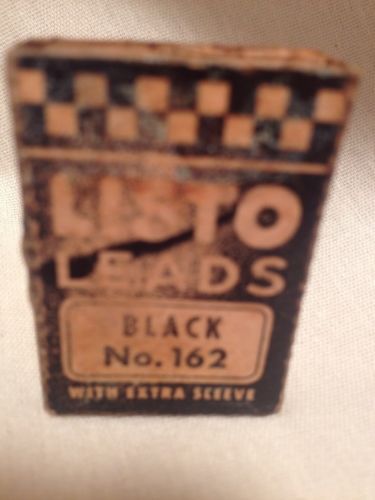 LISTO
LEADS
BLACK
No. 162
WITH EXTRA SLEEVE